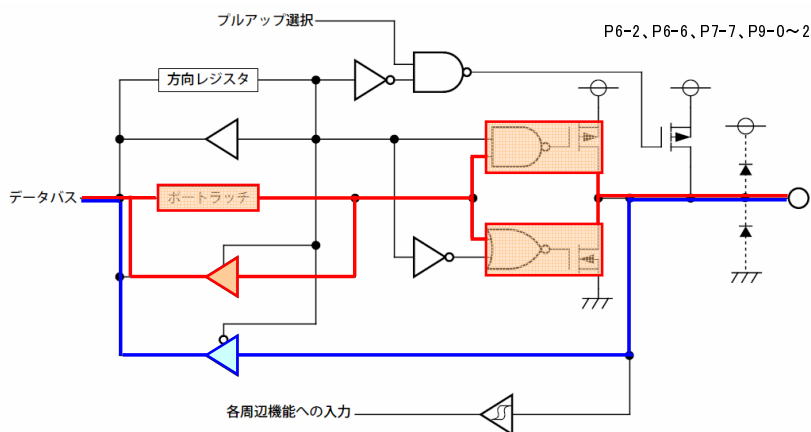 プルアップ選択
P6-2、P6-6、P7-7、P9-0～2
方向レジスタ
データバス
ポートラッチ
各周辺機能への入力